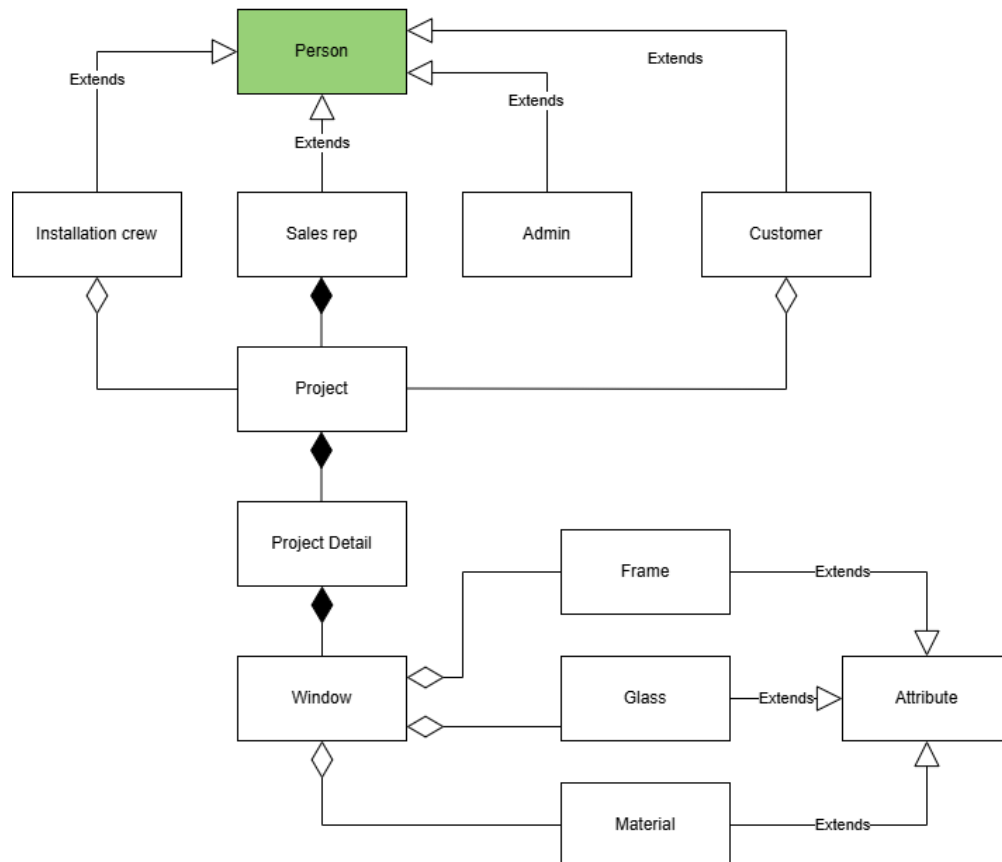 Person
Extends
Extends
Extends
Extends
Installation crew
Sales rep
Admin
Customer
Project
Project Detail
Frame
Extends
Window
Glass
Extends
Attribute
Material
Extends